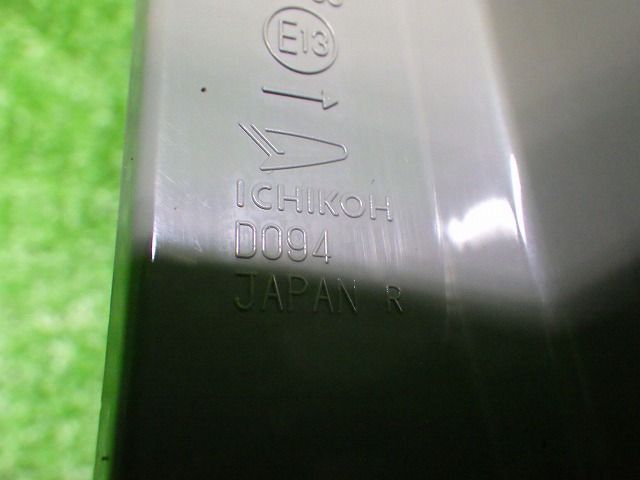 E13
ICHIKOH
D094
JAPAN R